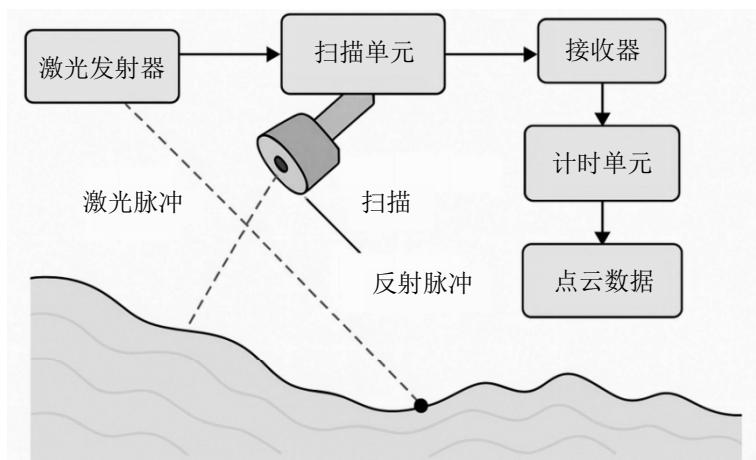 激光发射器
扫描单元
接收器
计时单元
激光脉冲
扫描
反射脉冲
点云数据